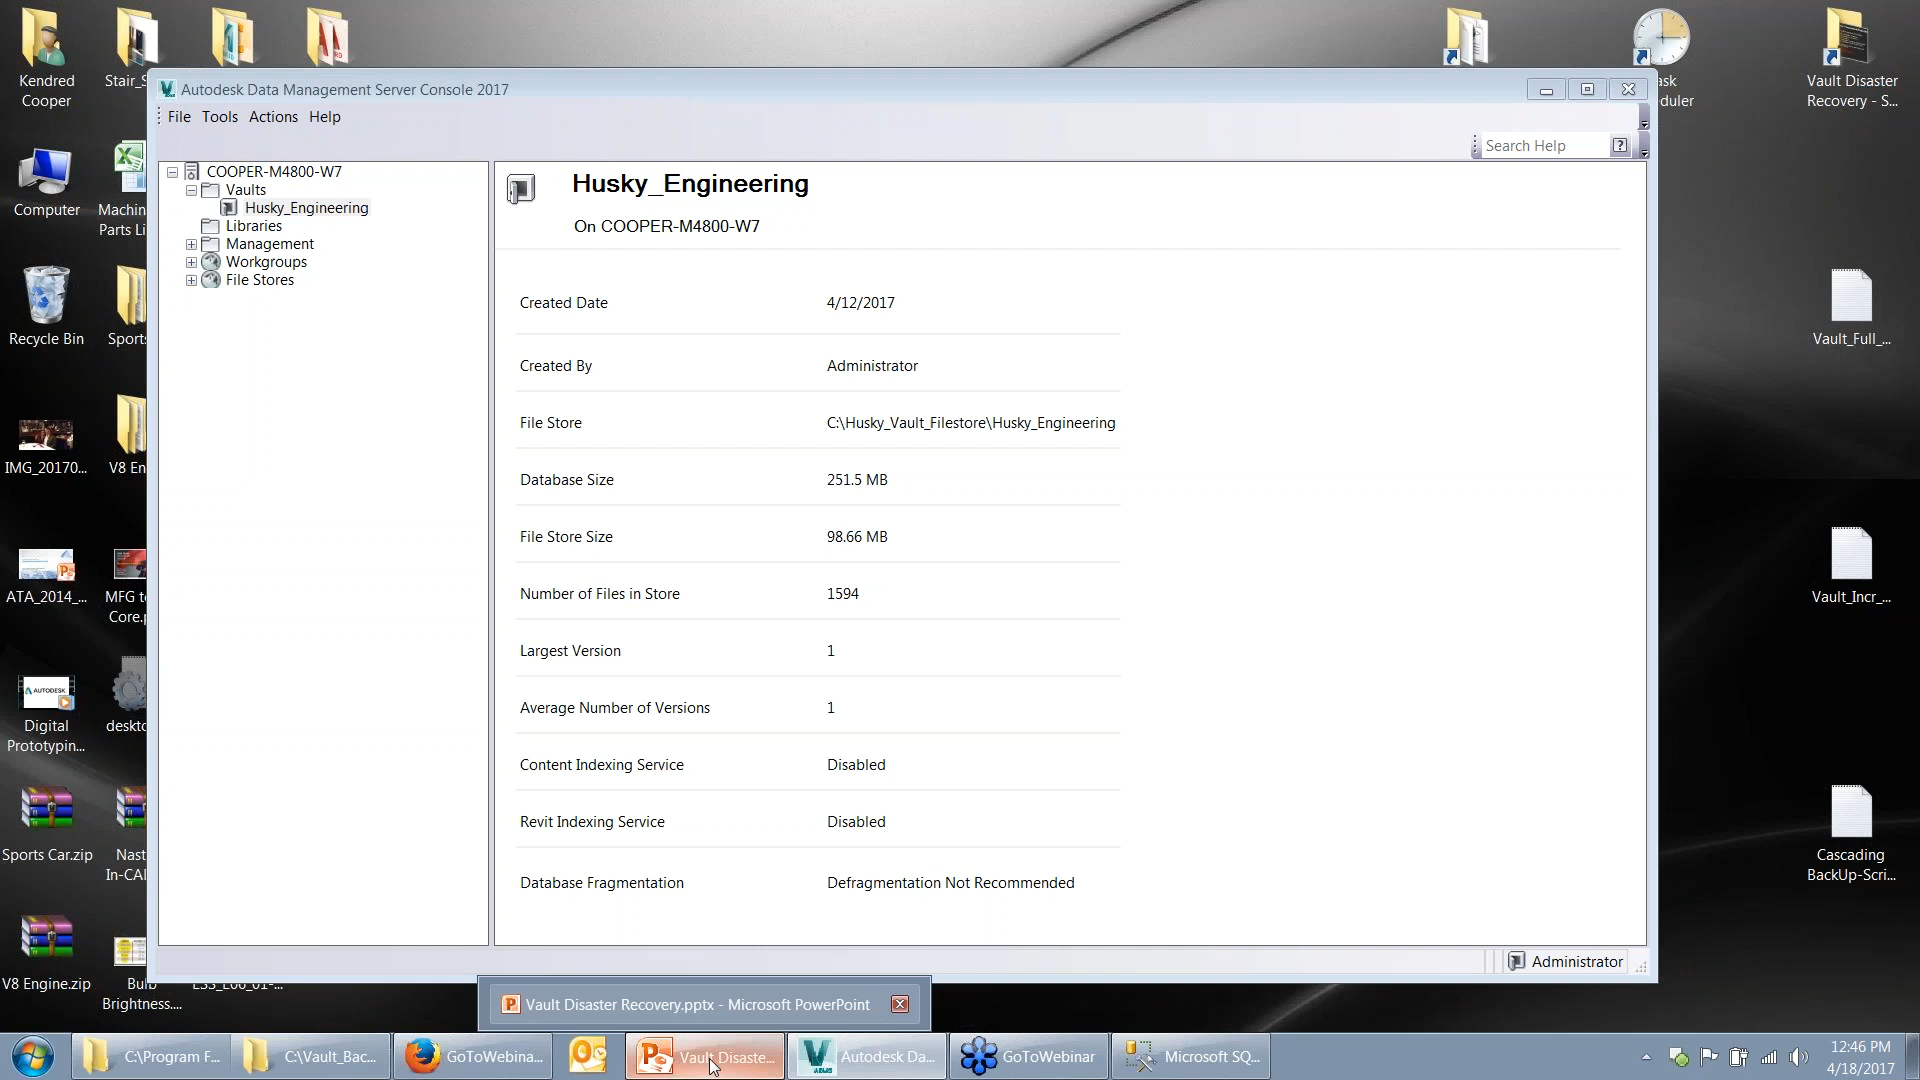 Kendred
Cooper
Stair_S
ask
duler
Vault Disaster
Recovery - S...
Autodesk Data Management Server Console 2017
File Tools Actions Help
Search Help
COOPER-M4800-W7
Vaults
Husky_Engineering
Libraries
Management
Workgroups
File Stores
Husky_Engineering
On COOPER-M4800-W7
Created Date 4/12/2017
Created By Administrator
File Store C:\Husky_Vault_Filestore\Husky_Engineering
Database Size 251.5 MB
File Store Size 98.66 MB
Number of Files in Store 1594
Largest Version 1
Average Number of Versions 1
Content Indexing Service Disabled
Revit Indexing Service Disabled
Database Fragmentation Defragmentation Not Recommended
Administrator
Computer
Machin
Parts Li
Recycle Bin
Sports
IMG_20170...
V8 En
ATA_2014_...
MFG to
Core.p
AUTODESK
Digital
Prototypin...
deskto
Sports Car.zip
Nast
In-CAI
V8 Engine.zip
Bulb
Brightness....
Vault_Full_...
Vault_Incr_...
Cascading
BackUp-Scri...
Vault Disaster Recovery.pptx - Microsoft PowerPoint
C:\Program F...
C:\Vault_Bac...
GoToWebina...
Vault Disaste...
Autodesk Da...
GoToWebinar
Microsoft SQ...
12:46 PM
4/18/2017